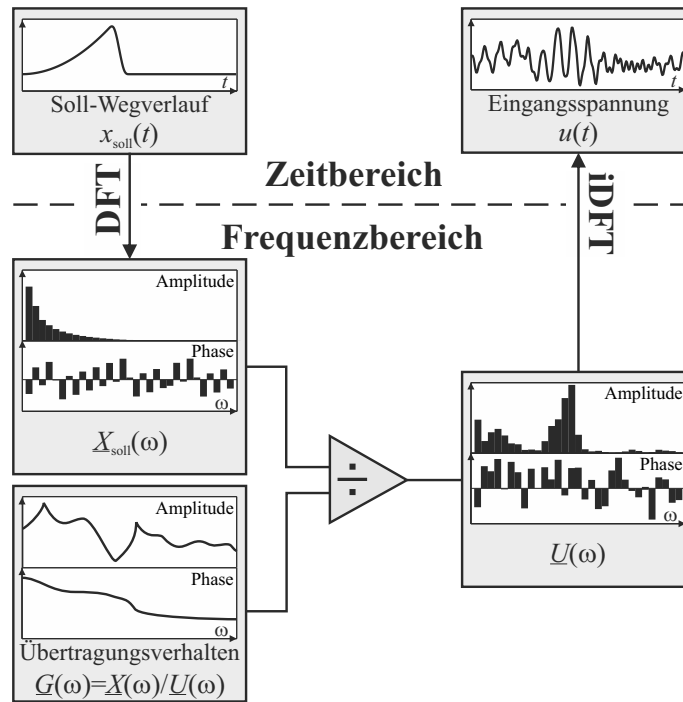 t
Soll-Wegverlauf
x_soll(t)
t
Eingangsspannung
u(t)
DFT
Zeitbereich
iDFT
Frequenzbereich
Amplitude
Phase
ω
X_soll(ω)
Amplitude
Phase
ω
Übertragungsverhalten
G(ω)=X(ω)/U(ω)
÷
Amplitude
Phase
ω
U(ω)